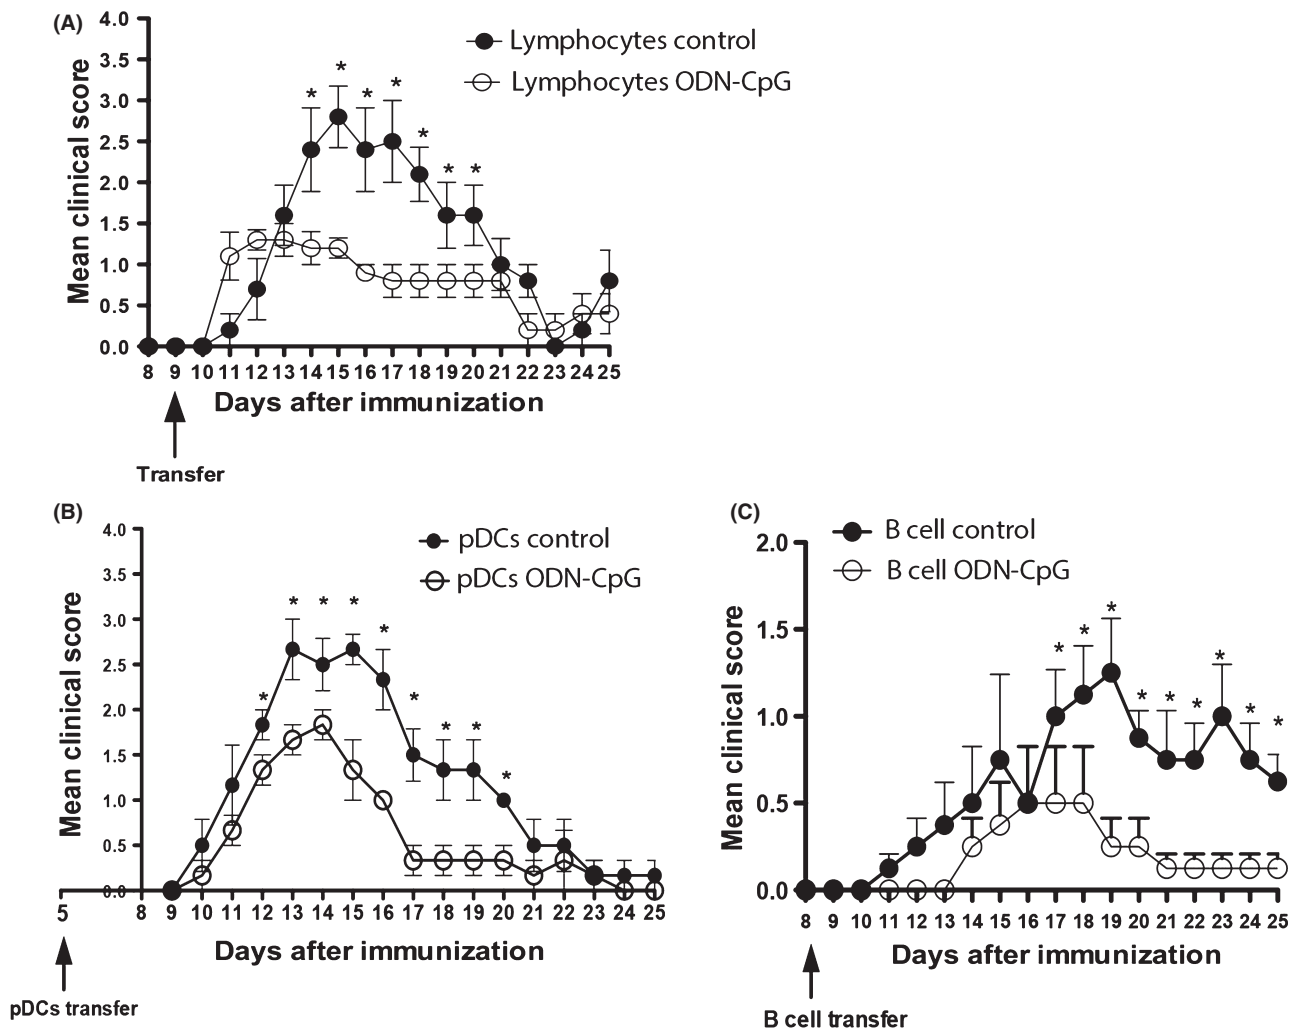 (A)
Lymphocytes control
Lymphocytes ODN-CpG
Mean clinical score
4.0
3.5
3.0
2.5
2.0
1.5
1.0
0.5
0.0
* * * * * * *
8 9 10 11 12 13 14 15 16 17 18 19 20 21 22 23 24 25
Days after immunization
Transfer
(B)
pDCs control
pDCs ODN-CpG
Mean clinical score
4.0
3.5
3.0
2.5
2.0
1.5
1.0
0.5
0.0
* * * * * * * * *
5 8 9 10 11 12 13 14 15 16 17 18 19 20 21 22 23 24 25
Days after immunization
pDCs transfer
(C)
B cell control
B cell ODN-CpG
Mean clinical score
2.0
1.5
1.0
0.5
0.0
* * * * * * * * *
8 9 10 11 12 13 14 15 16 17 18 19 20 21 22 23 24 25
Days after immunization
B cell transfer